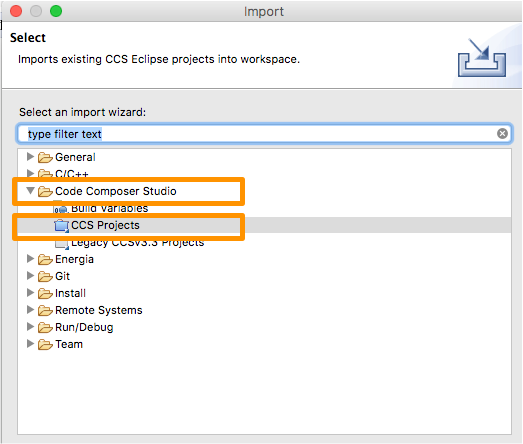 Import
Select
Imports existing CCS Eclipse projects into workspace.
Select an import wizard:
type filter text
General
C/C++
Code Composer Studio
Build Variables
CCS Projects
Legacy CCSv3.3 Projects
Energia
Git
Install
Remote Systems
Run/Debug
Team